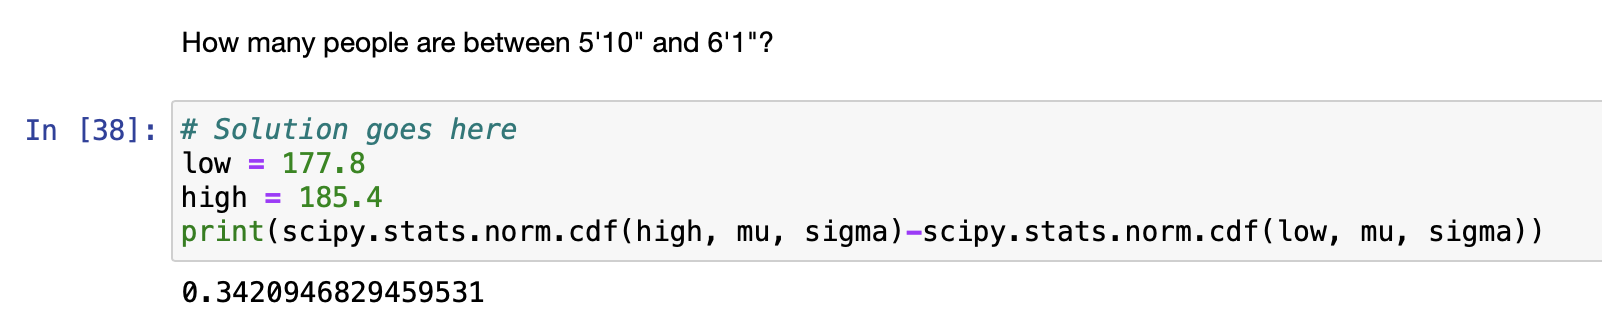 How many people are between 5'10" and 6'1"?
In [38]: # Solution goes here
low = 177.8
high = 185.4
print(scipy.stats.norm.cdf(high, mu, sigma)-scipy.stats.norm.cdf(low, mu, sigma))
0.3420946829459531